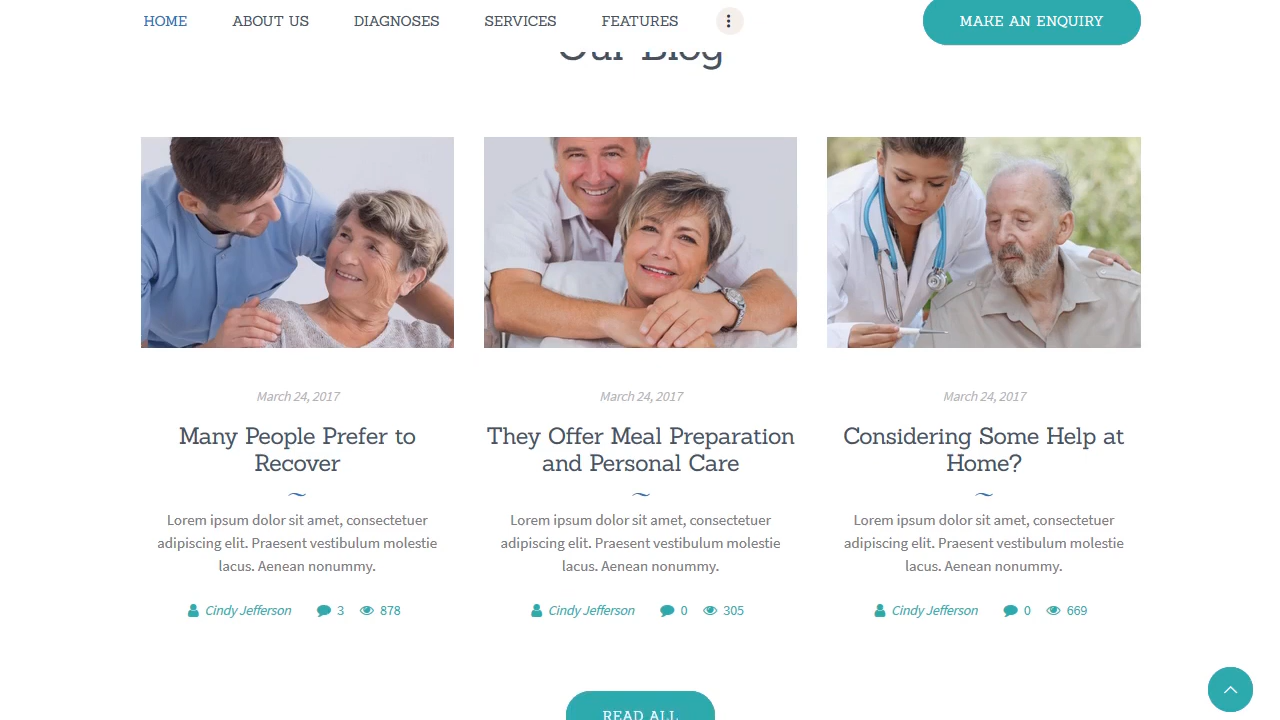 HOME ABOUT US DIAGNOSES SERVICES FEATURES MAKE AN ENQUIRY
Our Blog
March 24, 2017
Many People Prefer to
Recover
Lorem ipsum dolor sit amet, consectetuer
adipiscing elit. Praesent vestibulum molestie
lacus. Aenean nonummy.
Cindy Jefferson 3 878
March 24, 2017
They Offer Meal Preparation
and Personal Care
Lorem ipsum dolor sit amet, consectetuer
adipiscing elit. Praesent vestibulum molestie
lacus. Aenean nonummy.
Cindy Jefferson 0 305
March 24, 2017
Considering Some Help at
Home?
Lorem ipsum dolor sit amet, consectetuer
adipiscing elit. Praesent vestibulum molestie
lacus. Aenean nonummy.
Cindy Jefferson 0 669
READ ALL